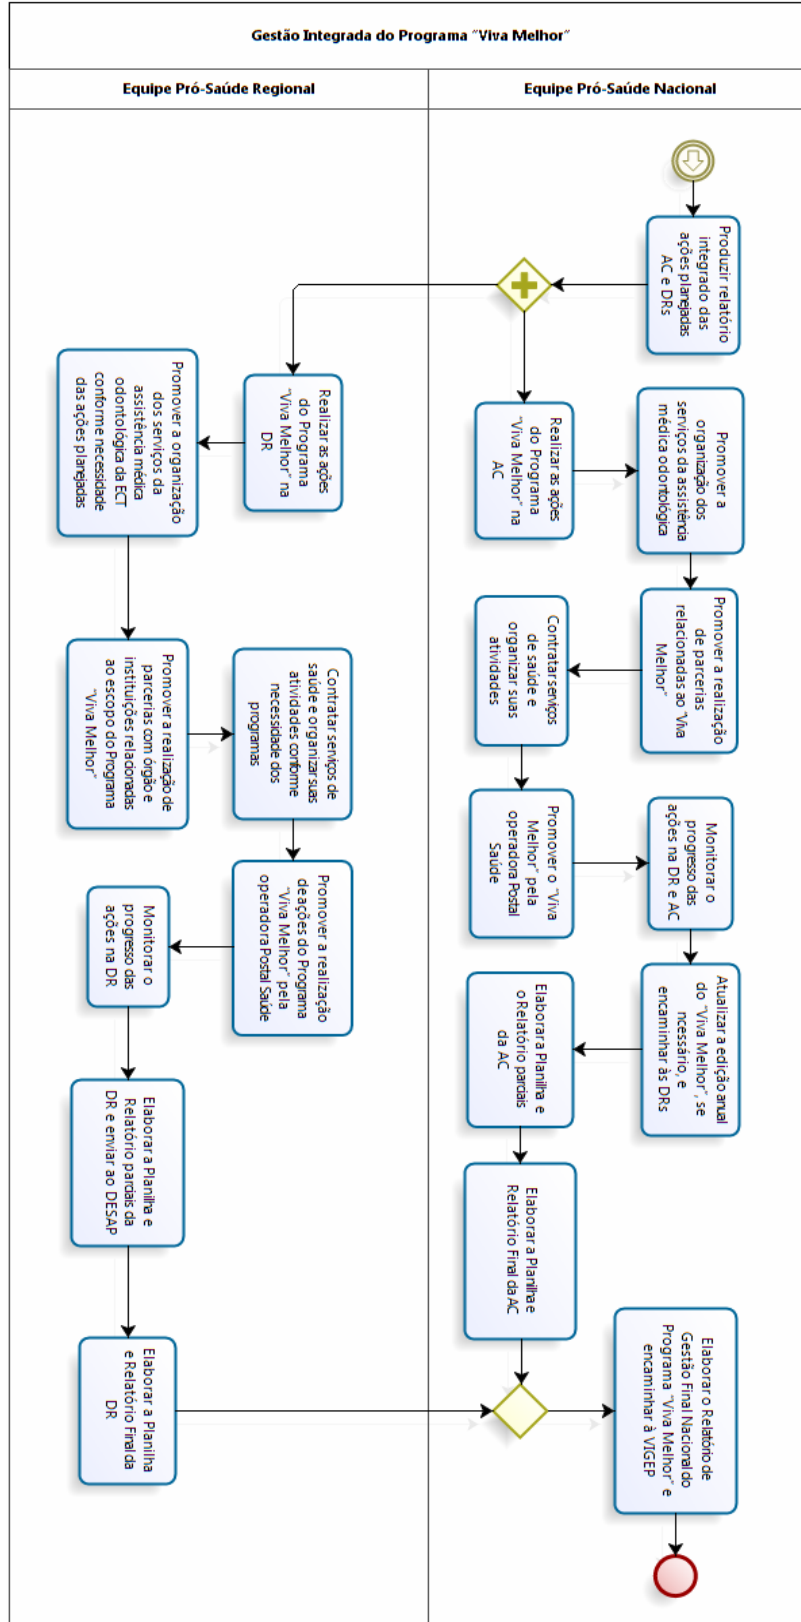 Gestão Integrada do Programa "Viva Melhor"
Equipe Pró-Saúde Regional
Equipe Pró-Saúde Nacional
Produzir relatório
integrado das
ações planejadas
AC e DRs
Realizar as ações
do Programa
"Viva Melhor" na
DR
Realizar as ações
do Programa
"Viva Melhor" na
AC
Promover a
organização dos
serviços da assistência
médica odontológica
Promover a organização
dos serviços da
assistência médica
odontológica da ECT
conforme necessidade
das ações planejadas
Promover a realização
de parcerias
relacionadas ao "Viva
Melhor"
Contratar serviços
de saúde e
organizar suas
atividades
Promover a realização de
parcerias com órgão e
instituições relacionadas
ao escopo do Programa
"Viva Melhor"
Contratar serviços de
saúde e organizar suas
atividades conforme
necessidade dos
programas
Promover o "Viva
Melhor" pela
operadora Postal
Saúde
Monitorar o
progresso das
ações na DR e AC
Promover a realização
deações do Programa
"Viva Melhor" pela
operadora Postal Saúde
Monitorar o
progresso das
ações na DR
Atualizar a edição anual
do "Viva Melhor", se
ncessário, e
encaminhar às DRs
Elaborar a Planilha e
o Relatório parciais
da AC
Elaborar a Planilha e
Relatório parciais da
DR e enviar ao DESAP
Elaborar a Planilha e
Relatório Final da AC
Elaborar a Planilha
e Relatório Final da
DR
Elaborar o Relatório de
Gestão Final Nacional do
Programa "Viva Melhor" e
encaminhar à VIGEP